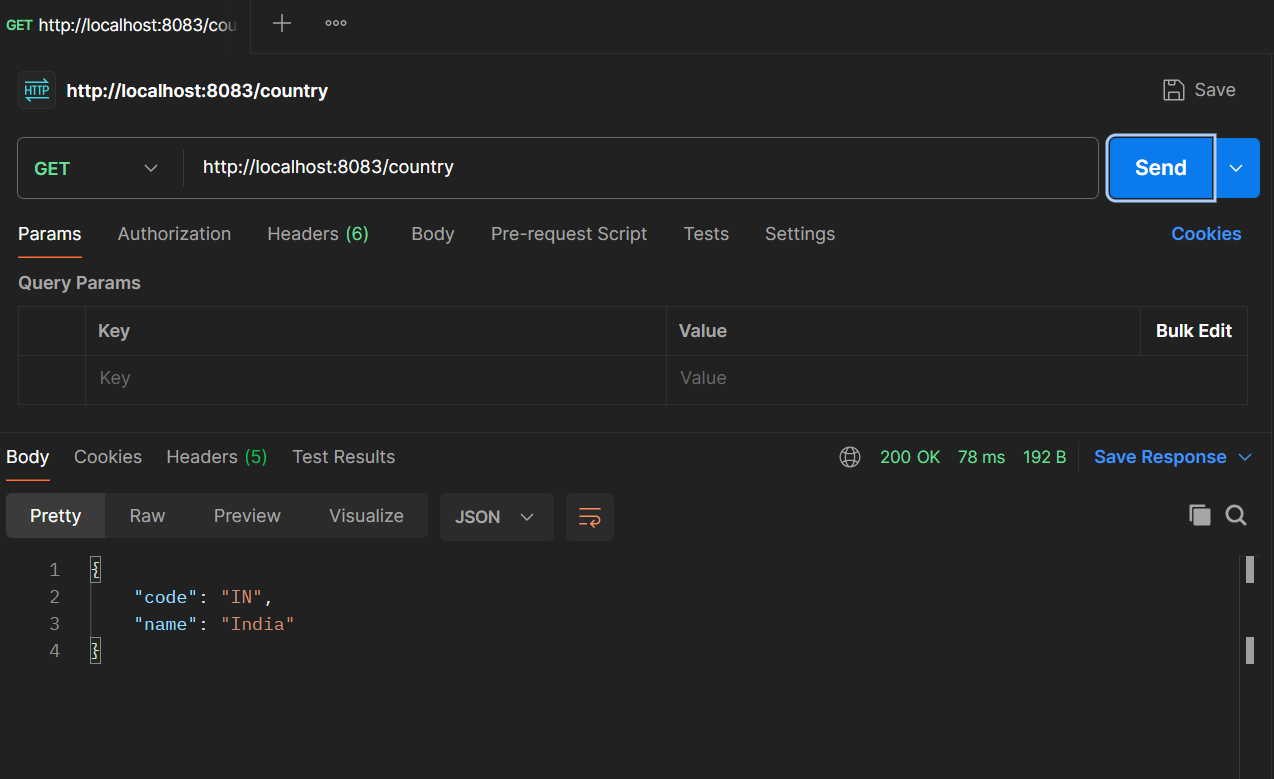 GET http://localhost:8083/cou
HTTP http://localhost:8083/country Save
GET http://localhost:8083/country Send
Params Authorization Headers (6) Body Pre-request Script Tests Settings Cookies
Query Params
Key Value Bulk Edit
Key Value
Body Cookies Headers (5) Test Results 200 OK 78 ms 192 B Save Response
Pretty Raw Preview Visualize JSON
1 {
2 "code": "IN",
3 "name": "India"
4 }